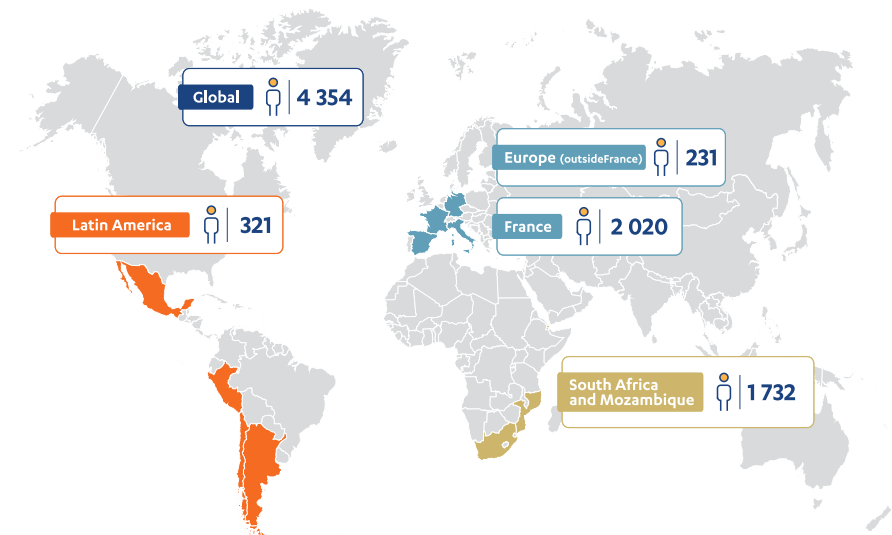 Global 4 354
Europe (outsideFrance) 231
Latin America 321
France 2 020
South Africa
and Mozambique 1 732